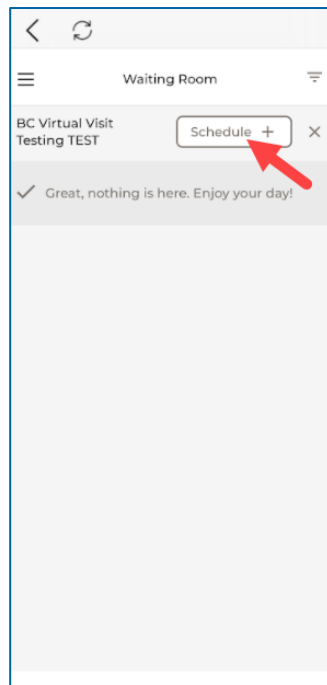 Waiting Room
BC Virtual Visit
Testing TEST
Schedule +
Great, nothing is here. Enjoy your day!